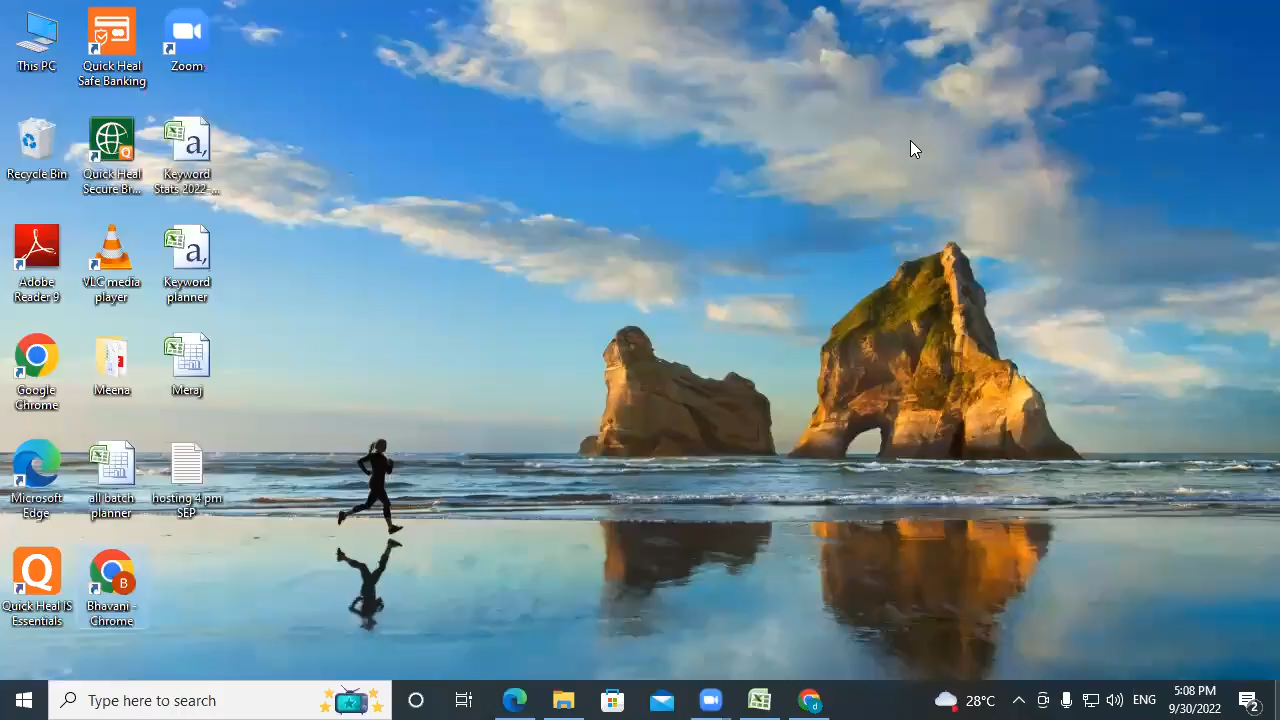 This PC
Quick Heal
Safe Banking
Zoom
Recycle Bin
Quick Heal
Secure Br...
Keyword
Stats 2022-...
Adobe
Reader 9
VLC media
player
Keyword
planner
Google
Chrome
Meena
Meraj
Microsoft
Edge
all batch
planner
hosting 4 pm
SEP
Quick Heal IS
Essentials
Bhavani -
Chrome
Type here to search
28°C
ENG
5:08 PM
9/30/2022
2